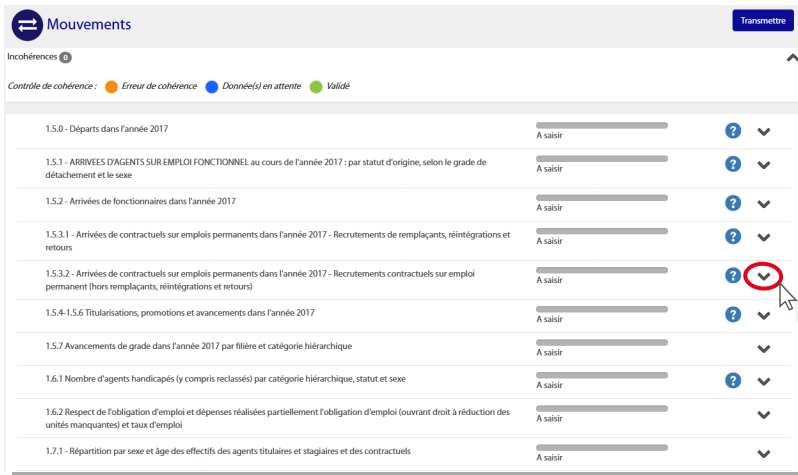 Mouvements
Transmettre
Incohérences 0
Contrôle de cohérence : Erreur de cohérence Donnée(s) en attente Validé
1.5.0 - Départs dans l'année 2017
A saisir
?
1.5.1 - ARRIVEES D'AGENTS SUR EMPLOI FONCTIONNEL au cours de l'année 2017 : par statut d'origine, selon le grade de
détachement et le sexe
A saisir
?
1.5.2 - Arrivées de fonctionnaires dans l'année 2017
A saisir
?
1.5.3.1 - Arrivées de contractuels sur emplois permanents dans l'année 2017 - Recrutements de remplaçants, réintégrations et
retours
A saisir
?
1.5.3.2 - Arrivées de contractuels sur emplois permanents dans l'année 2017 - Recrutements contractuels sur emploi
permanent (hors remplaçants, réintégrations et retours)
A saisir
?
1.5.4-1.5.6 Titularisations, promotions et avancements dans l'année 2017
A saisir
?
1.5.7 Avancements de grade dans l'année 2017 par filière et catégorie hiérarchique
A saisir
1.6.1 Nombre d'agents handicapés (y compris reclassés) par catégorie hiérarchique, statut et sexe
A saisir
?
1.6.2 Respect de l'obligation d'emploi et dépenses réalisées partiellement l'obligation d'emploi (ouvrant droit à réduction des
unités manquantes) et taux d'emploi
A saisir
1.7.1 - Répartition par sexe et âge des effectifs des agents titulaires et stagiaires et des contractuels
A saisir